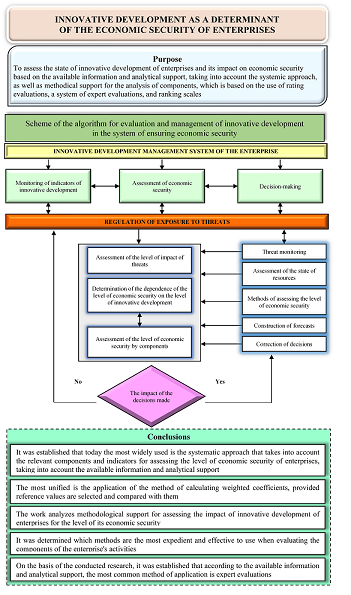 INNOVATIVE DEVELOPMENT AS A DETERMINANT
OF THE ECONOMIC SECURITY OF ENTERPRISES
Purpose
To assess the state of innovative development of enterprises and its impact on economic security
based on the available information and analytical support, taking into account the systemic approach,
as well as methodical support for the analysis of components, which is based on the use of rating
evaluations, a system of expert evaluations, and ranking scales
Scheme of the algorithm for evaluation and management of innovative development
in the system of ensuring economic security
INNOVATIVE DEVELOPMENT MANAGEMENT SYSTEM OF THE ENTERPRISE
Monitoring of indicators of
innovative development
Assessment of economic
security
Decision-making
REGULATION OF EXPOSURE TO THREATS
Assessment of the level of impact of
threats
Determination of the dependence of the
level of economic security on the level
of innovative development
Assessment of the level of economic
security by components
Threat monitoring
Assessment of the state of
resources
Methods of assessing the level
of economic security
Construction of forecasts
Correction of decisions
No
Yes
The impact of the
decisions made
Conclusions
It was established that today the most widely used is the systematic approach that takes into account
the relevant components and indicators for assessing the level of economic security of enterprises,
taking into account the available information and analytical support
The most unified is the application of the method of calculating weighted coefficients, provided
reference values are selected and compared with them
The work analyzes methodological support for assessing the impact of innovative development of
enterprises for the level of its economic security
It was determined which methods are the most expedient and effective to use when evaluating the
components of the enterprise's activities
On the basis of the conducted research, it was established that according to the available information
and analytical support, the most common method of application is expert evaluations